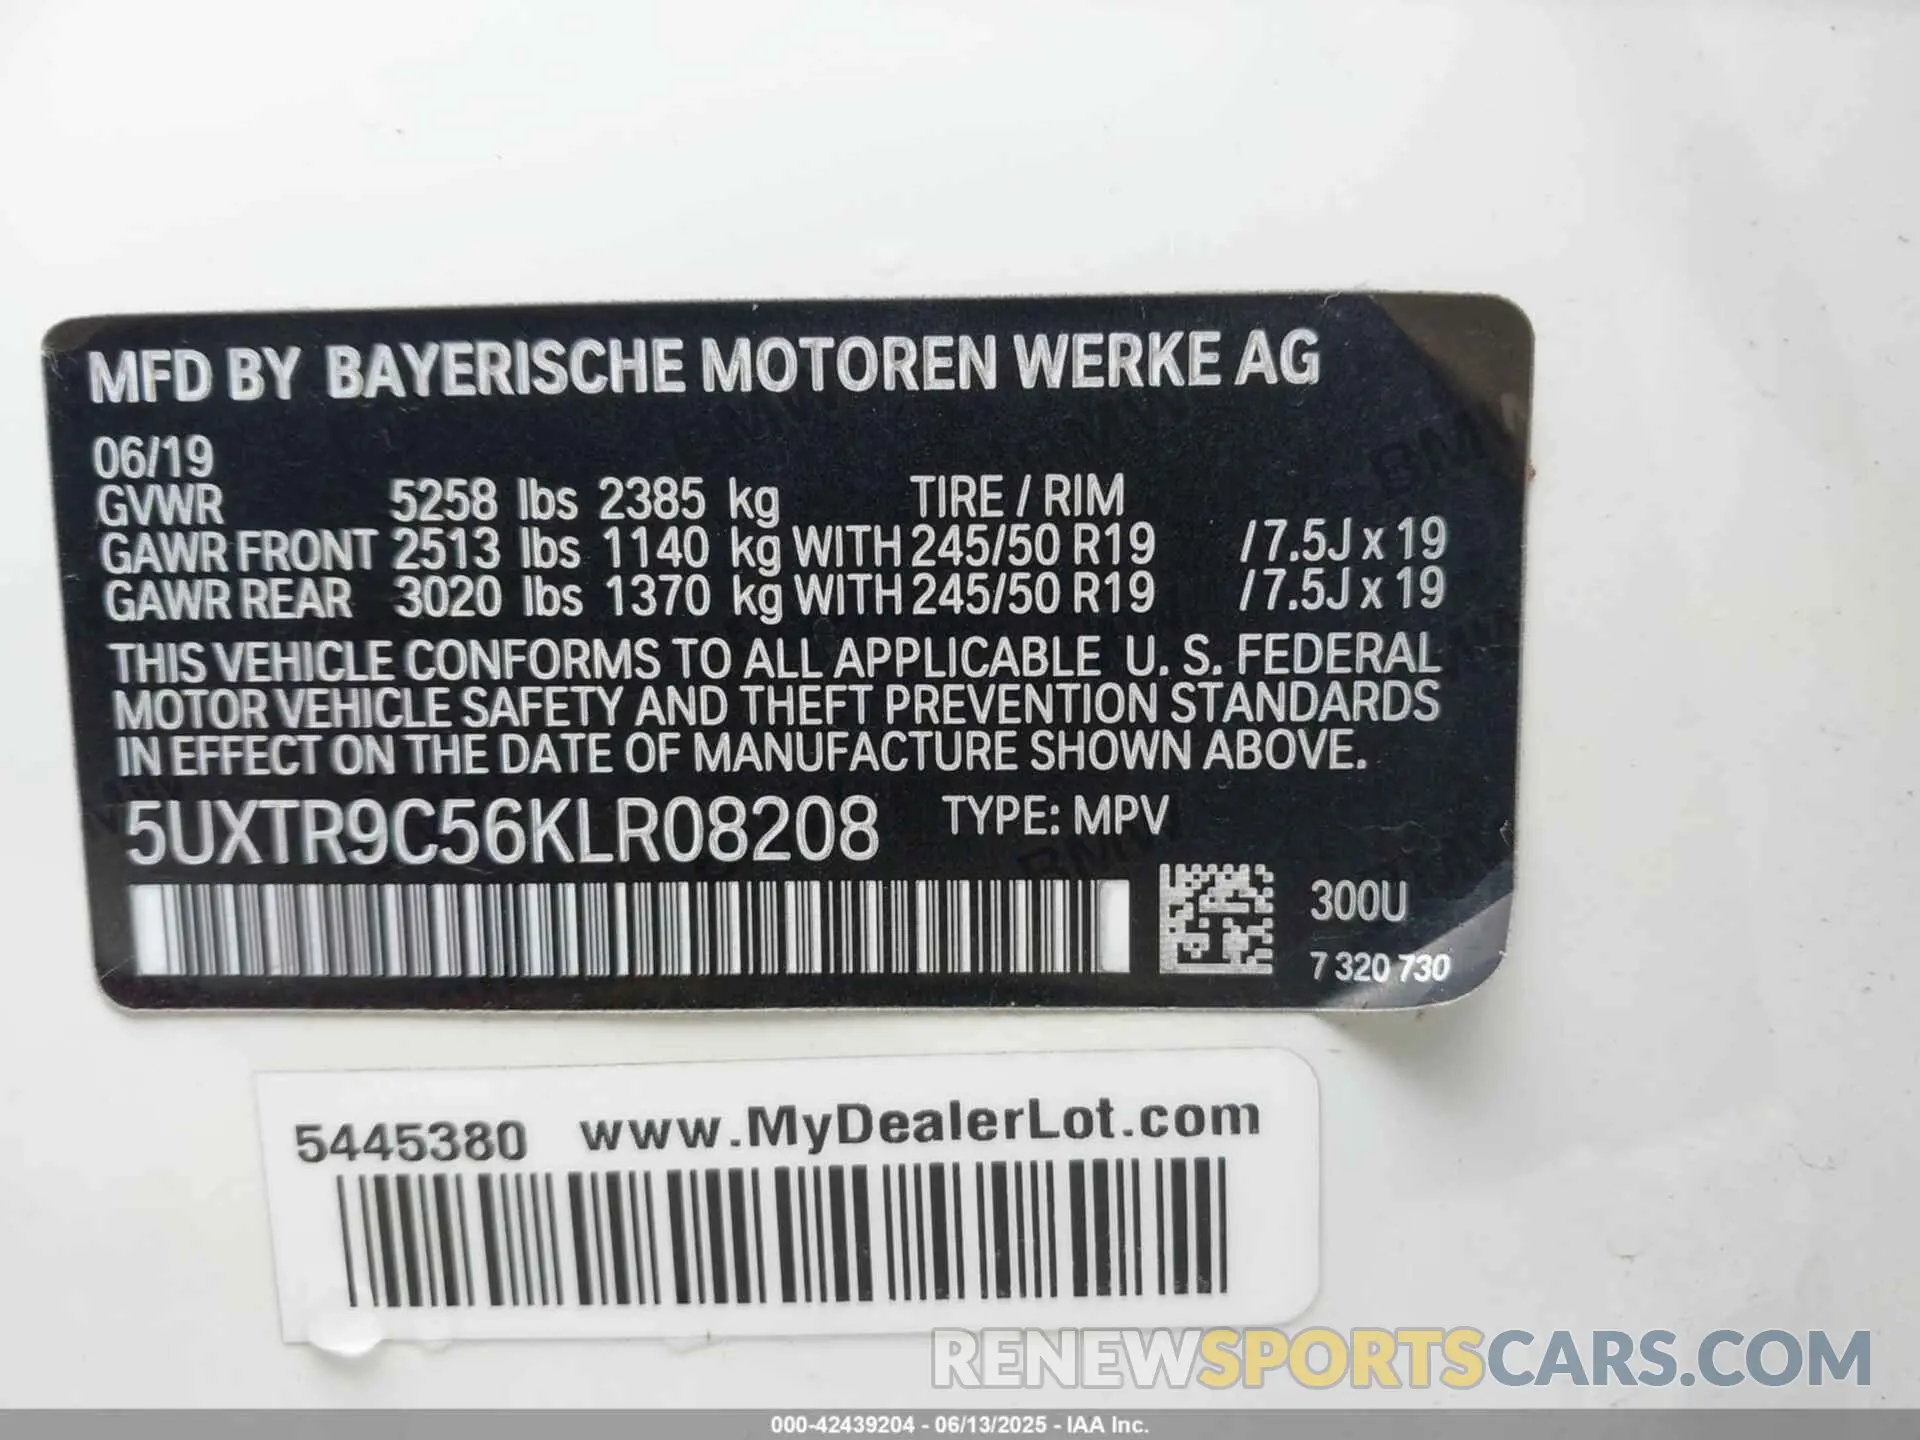 MFD BY BAYERISCHE MOTOREN WERKE AG
06/19
GVWR 5258 lbs 2385 kg TIRE / RIM
GAWR FRONT 2513 lbs 1140 kg WITH 245/50 R19 / 7.5J x 19
GAWR REAR 3020 lbs 1370 kg WITH 245/50 R19 / 7.5J x 19
THIS VEHICLE CONFORMS TO ALL APPLICABLE U. S. FEDERAL
MOTOR VEHICLE SAFETY AND THEFT PREVENTION STANDARDS
IN EFFECT ON THE DATE OF MANUFACTURE SHOWN ABOVE.
5UXTR9C56KLR08208 TYPE: MPV
300U
7 320 730
5445380 www.MyDealerLot.com
RENEWSPORTSCARS.COM
000-42439204 - 06/13/2025 - IAA Inc.